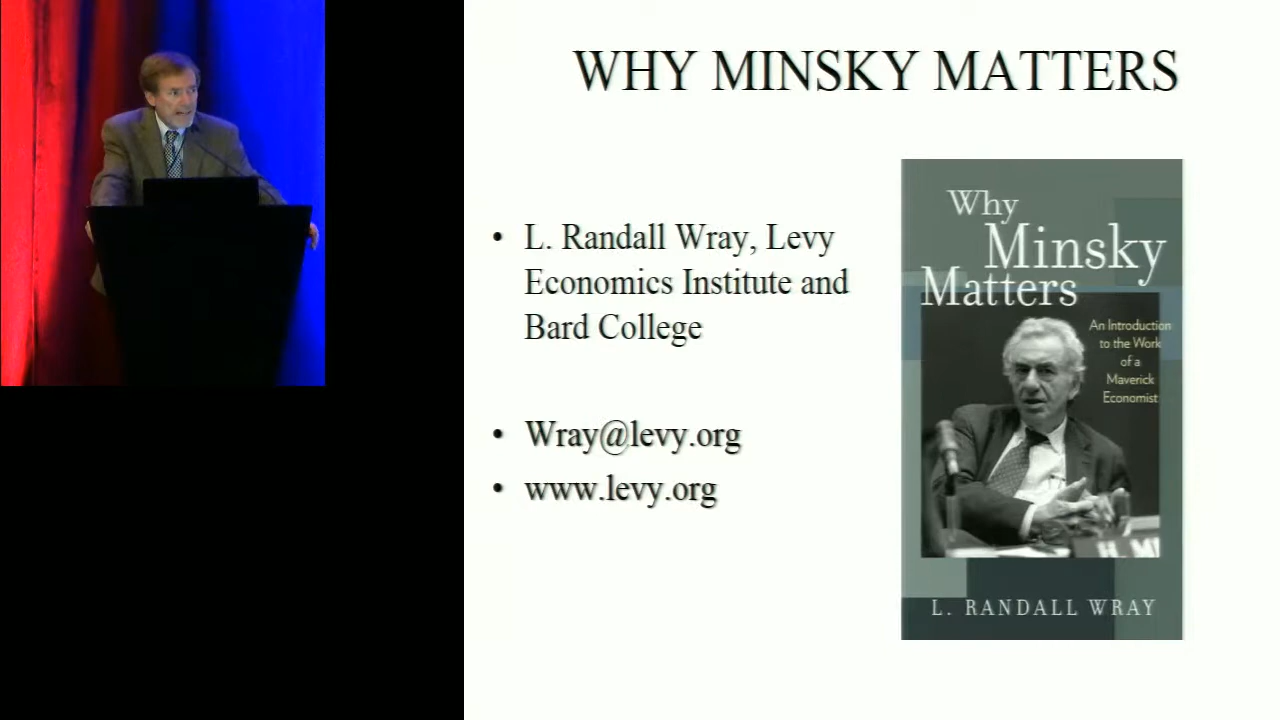 WHY MINSKY MATTERS
• L. Randall Wray, Levy
Economics Institute and
Bard College
• Wray@levy.org
• www.levy.org
Why
Minsky
Matters
An Introduction
to the Work
of a
Maverick
Economist
H. MI
L. RANDALL WRAY